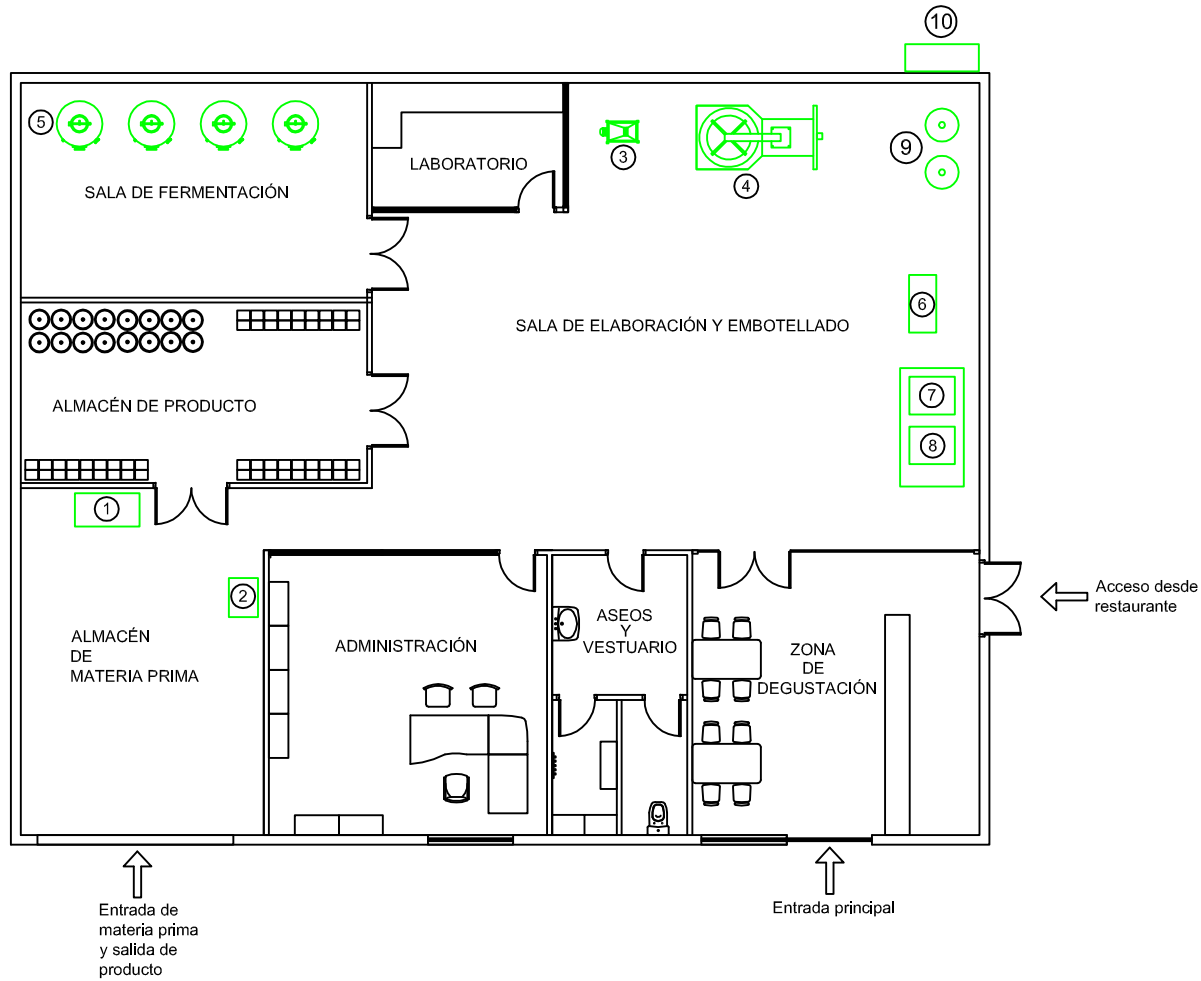 10
5
SALA DE FERMENTACIÓN
LABORATORIO
3
4
9
6
SALA DE ELABORACIÓN Y EMBOTELLADO
7
8
ALMACÉN DE PRODUCTO
1
2
ALMACÉN
DE
MATERIA PRIMA
ADMINISTRACIÓN
ASEOS
Y
VESTUARIO
ZONA
DE
DEGUSTACIÓN
Acceso desde
restaurante
Entrada de
materia prima
y salida de
producto
Entrada principal